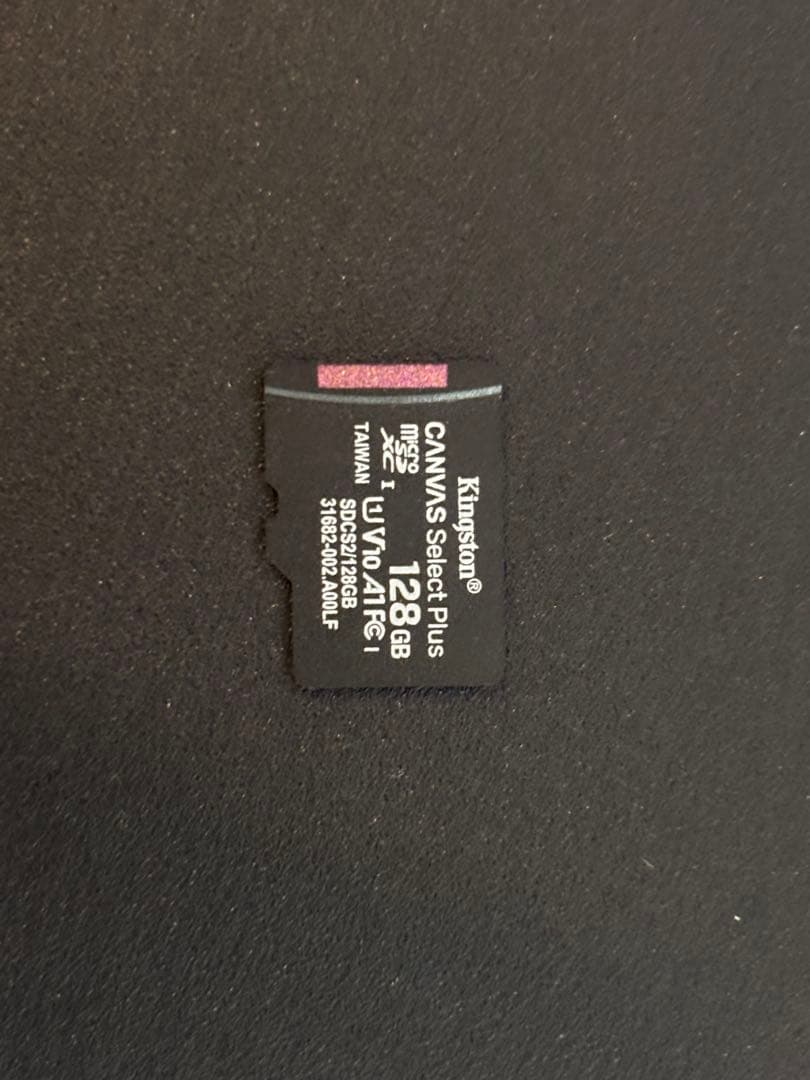 Kingston®
CANVAS Select Plus
micro SD XC I 128GB
U1 V10 A1 FC I
TAIWAN SDCS2/128GB
31682-002.A00LF